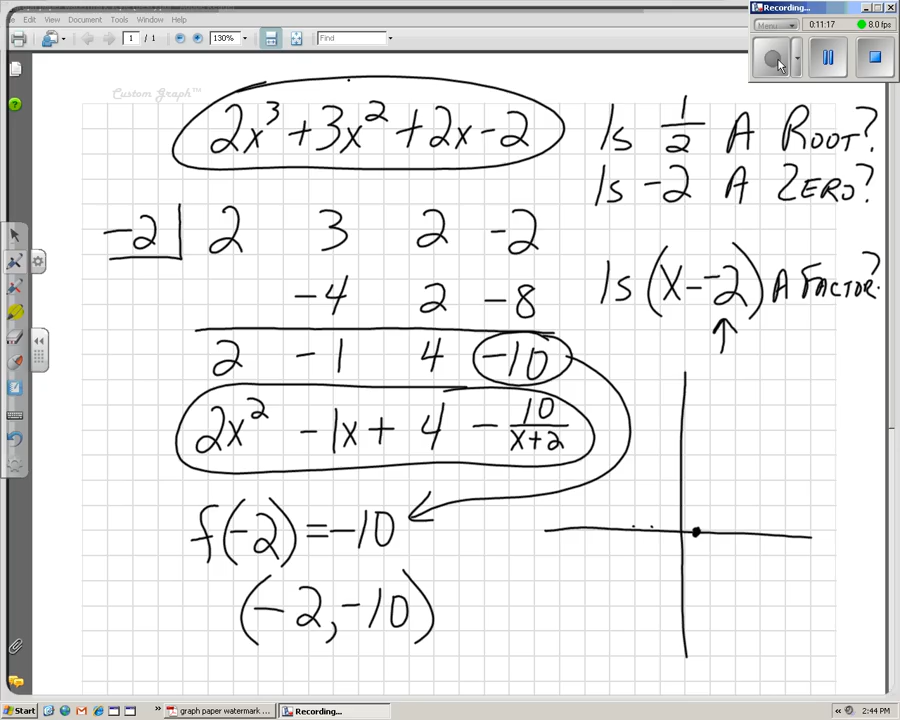 Recording...
Menu 0:11:17 8.0 fps
File Edit View Document Tools Window Help
1 / 1 130% Find
Custom Graph™
2x³ + 3x² + 2x - 2
Is 1/2 A ROOT?
Is -2 A ZERO?
-2 | 2 3 2 -2
Is (x - -2) A FACTOR?
-4 2 -8
2 -1 4 -10
2x² - 1x + 4 - 10/(x+2)
f(-2) = -10
(-2, -10)
Start » graph paper watermark ... Recording... « 2:44 PM